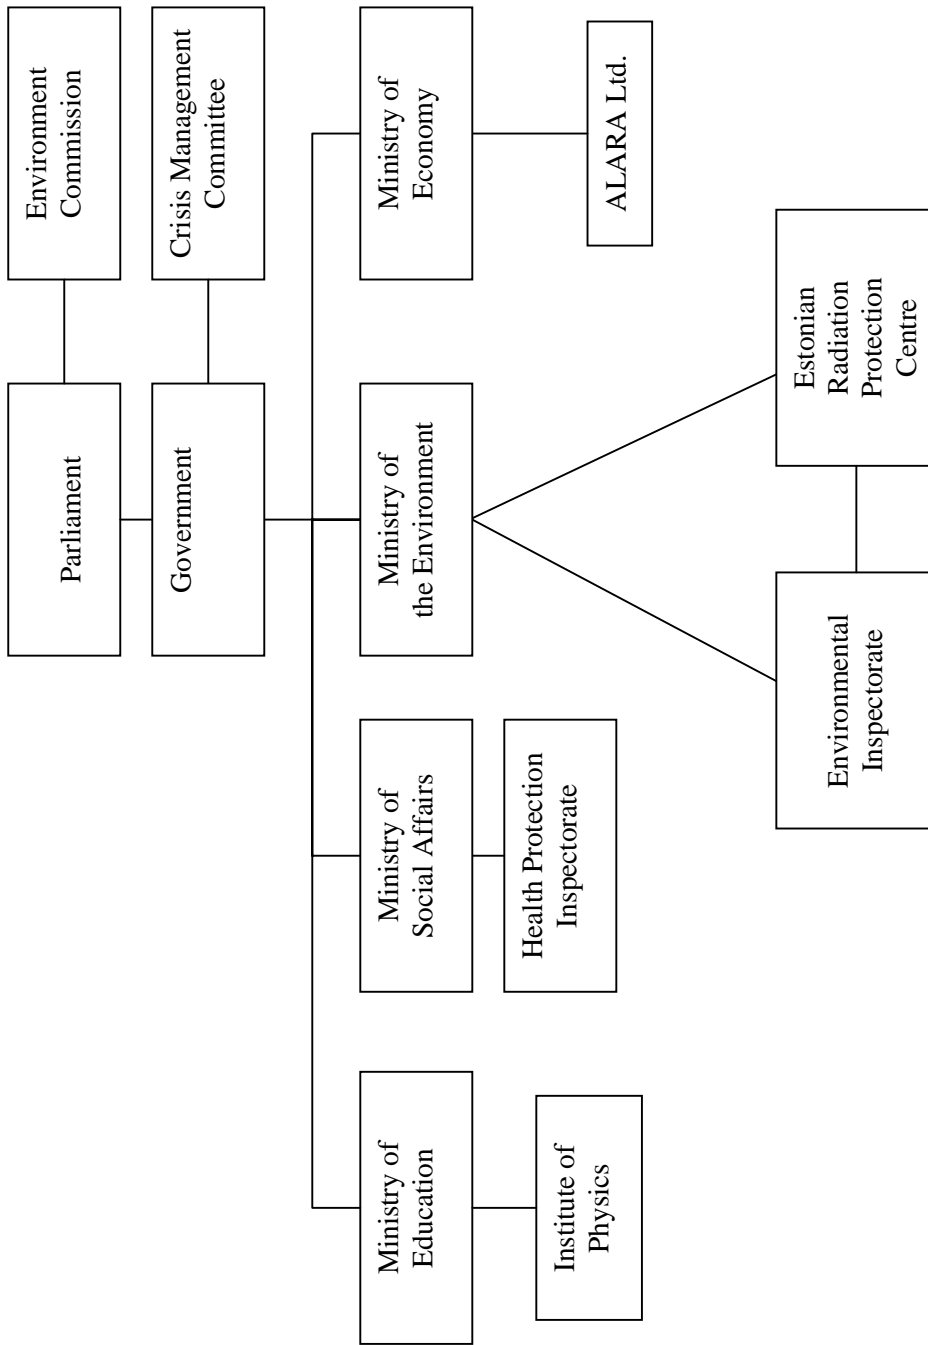 Parliament
Environment
Commission
Government
Crisis Management
Committee
Ministry of
Education
Ministry of
Social Affairs
Ministry of
the Environment
Ministry of
Economy
Institute of
Physics
Health Protection
Inspectorate
ALARA Ltd.
Environmental
Inspectorate
Estonian
Radiation
Protection
Centre